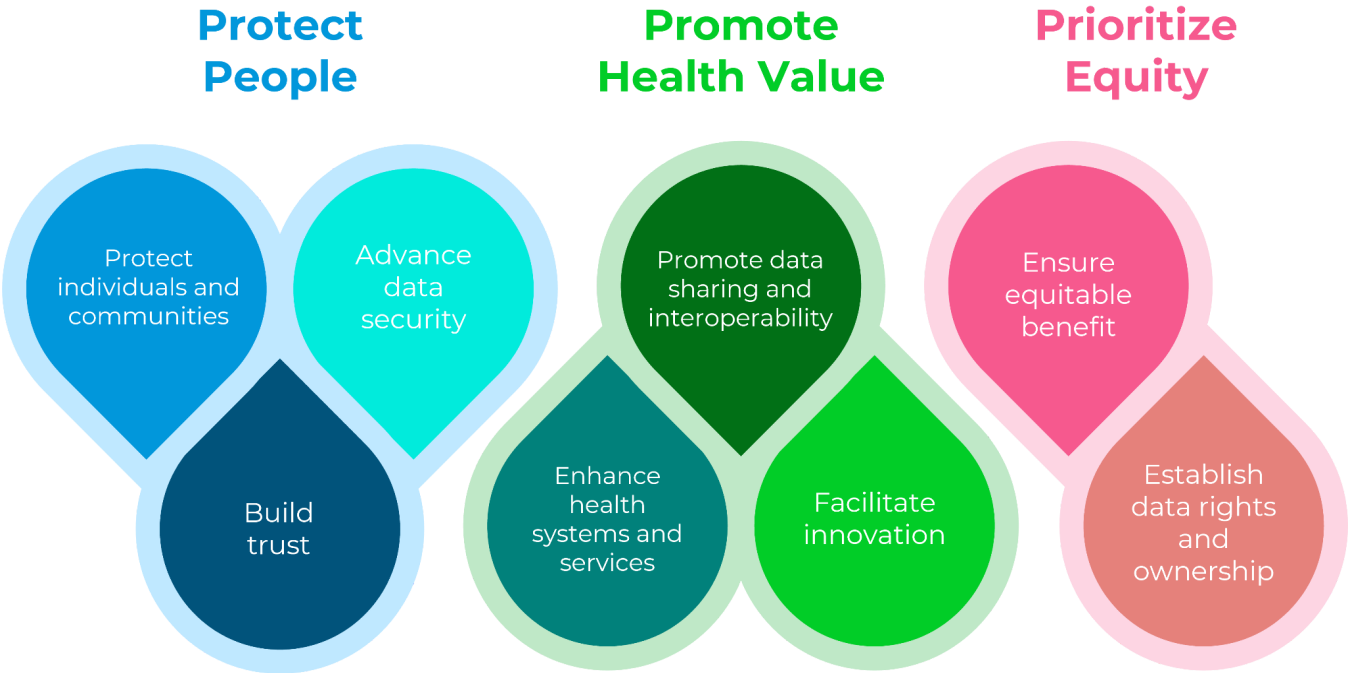 Protect
People
Protect
individuals and
communities
Advance
data
security
Build
trust
Promote
Health Value
Promote data
sharing and
interoperability
Enhance
health
systems and
services
Facilitate
innovation
Prioritize
Equity
Ensure
equitable
benefit
Establish
data rights
and
ownership